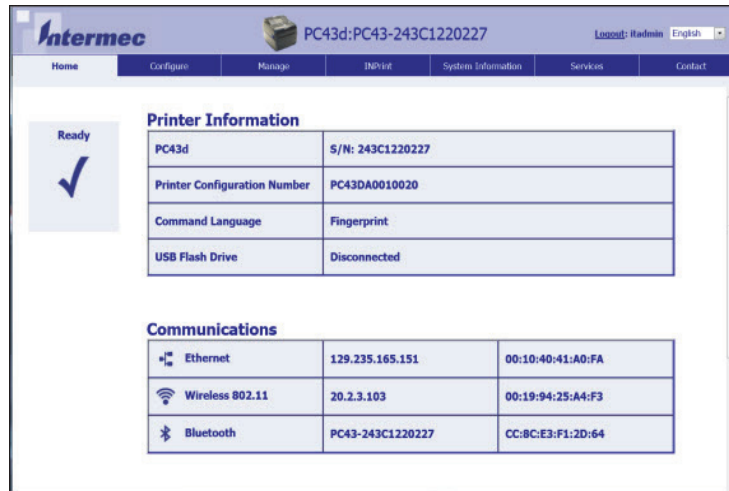 Intermec
PC43d:PC43-243C1220227
Logout: itadmin English
Home Configure Manage INPrint System Information Services Contact
Ready
Printer Information
PC43d S/N: 243C1220227
Printer Configuration Number PC43DA0010020
Command Language Fingerprint
USB Flash Drive Disconnected
Communications
Ethernet 129.235.165.151 00:10:40:41:A0:FA
Wireless 802.11 20.2.3.103 00:19:94:25:A4:F3
Bluetooth PC43-243C1220227 CC:8C:E3:F1:2D:64